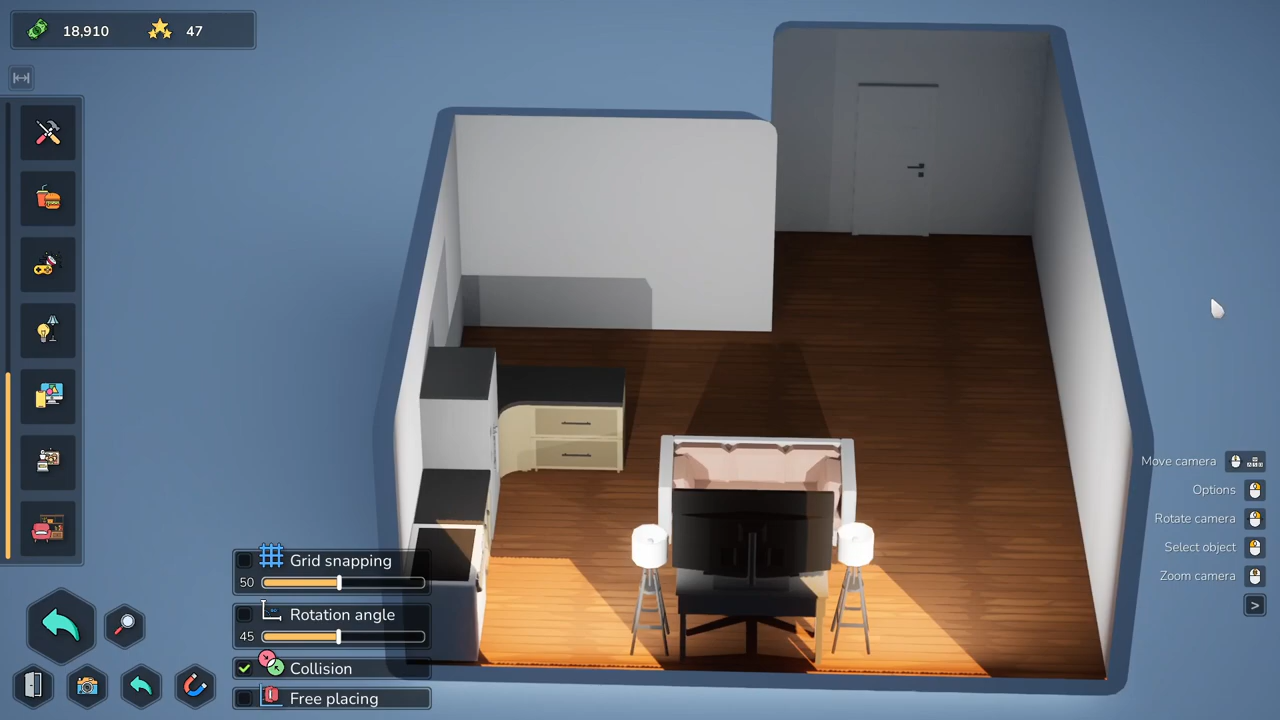 18,910
47
Move camera
Options
Rotate camera
Select object
Zoom camera
>
Grid snapping
50
Rotation angle
45
Collision
Free placing